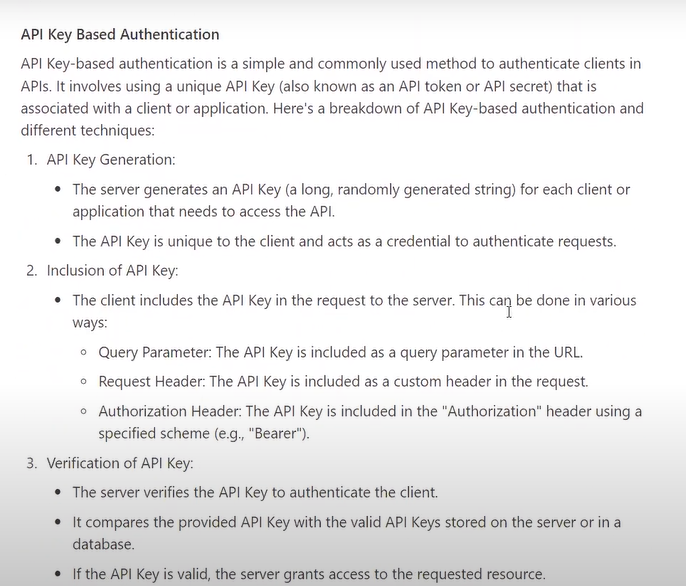 API Key Based Authentication
API Key-based authentication is a simple and commonly used method to authenticate clients in
APIs. It involves using a unique API Key (also known as an API token or API secret) that is
associated with a client or application. Here's a breakdown of API Key-based authentication and
different techniques:
1. API Key Generation:
• The server generates an API Key (a long, randomly generated string) for each client or
application that needs to access the API.
• The API Key is unique to the client and acts as a credential to authenticate requests.
2. Inclusion of API Key:
• The client includes the API Key in the request to the server. This can be done in various
ways:
◦ Query Parameter: The API Key is included as a query parameter in the URL.
◦ Request Header: The API Key is included as a custom header in the request.
◦ Authorization Header: The API Key is included in the "Authorization" header using a
specified scheme (e.g., "Bearer").
3. Verification of API Key:
• The server verifies the API Key to authenticate the client.
• It compares the provided API Key with the valid API Keys stored on the server or in a
database.
• If the API Key is valid, the server grants access to the requested resource.